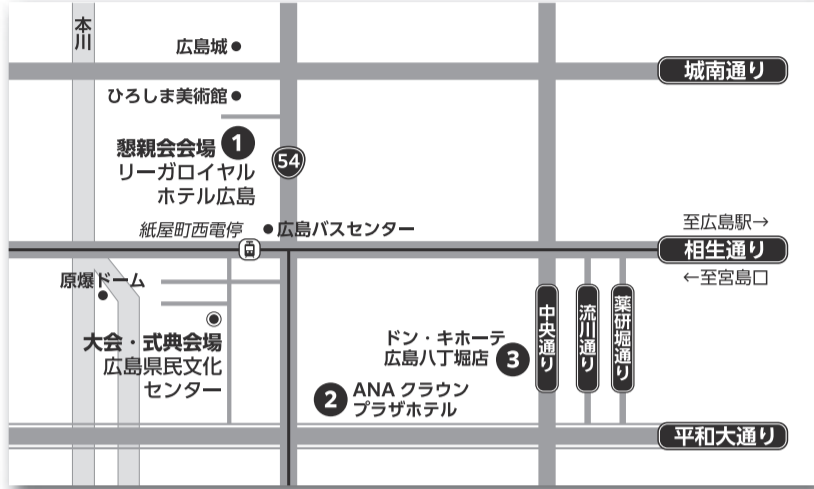 本川
広島城
城南通り
ひろしま美術館
懇親会会場 1
リーガロイヤル
ホテル広島
54
紙屋町西電停
広島バスセンター
至広島駅→
相生通り
←至宮島口
原爆ドーム
大会・式典会場
広島県民文化
センター
ドン・キホーテ
広島八丁堀店 3
中央通り
流川通り
薬研堀通り
2 ANA クラウン
プラザホテル
平和大通り